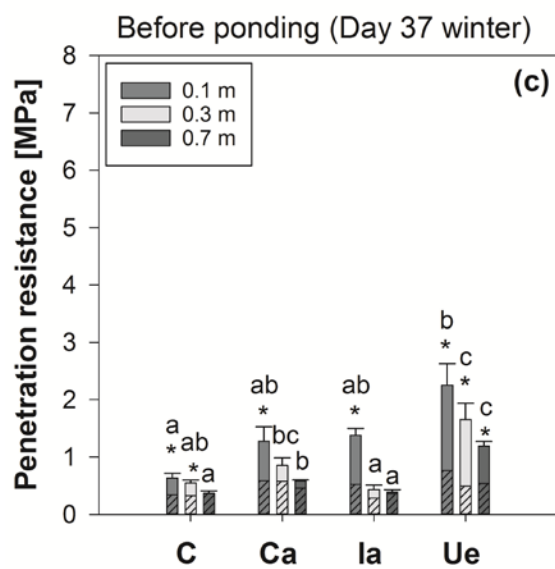 Before ponding (Day 37 winter)
(c)
0.1 m
0.3 m
0.7 m
Penetration resistance [MPa]
8
7
6
5
4
3
2
1
0
a
*
ab
*
a
ab
*
bc
b
ab
*
a
a
b
*
c
*
c
*
C
Ca
Ia
Ue